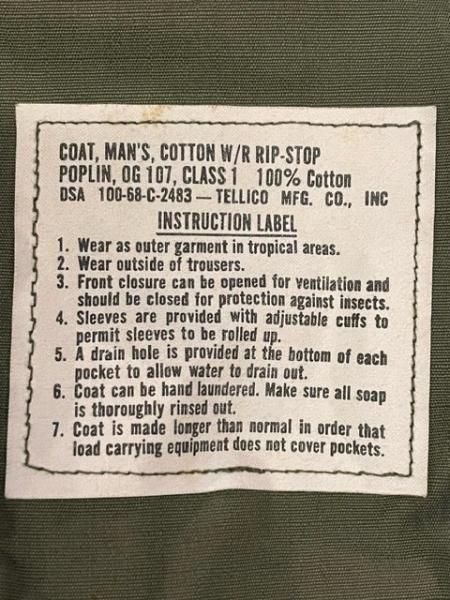 COAT, MAN'S, COTTON W/R RIP-STOP
POPLIN, OG 107, CLASS 1 100% Cotton
DSA 100-68-C-2483 — TELLICO MFG. CO., INC
INSTRUCTION LABEL
1. Wear as outer garment in tropical areas.
2. Wear outside of trousers.
3. Front closure can be opened for ventilation and
should be closed for protection against insects.
4. Sleeves are provided with adjustable cuffs to
permit sleeves to be rolled up.
5. A drain hole is provided at the bottom of each
pocket to allow water to drain out.
6. Coat can be hand laundered. Make sure all soap
is thoroughly rinsed out.
7. Coat is made longer than normal in order that
load carrying equipment does not cover pockets.